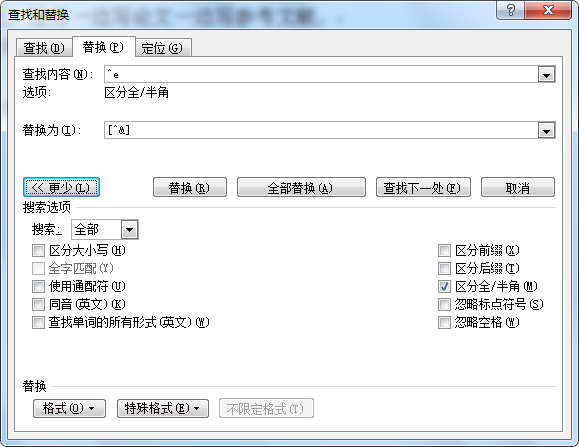 查找和替换
一边写论文一边写参考文献。
查找(D) 替换(P) 定位(G)
查找内容(N): ^e
选项: 区分全/半角
替换为(I): [^&]
<< 更少(L) 替换(R) 全部替换(A) 查找下一处(F) 取消
搜索选项
搜索: 全部
区分大小写(H) 区分前缀(X)
全字匹配(Y) 区分后缀(T)
使用通配符(U) 区分全/半角(M)
同音(英文)(K) 忽略标点符号(S)
查找单词的所有形式(英文)(W) 忽略空格(W)
替换
格式(O) 特殊格式(E) 不限定格式(T)